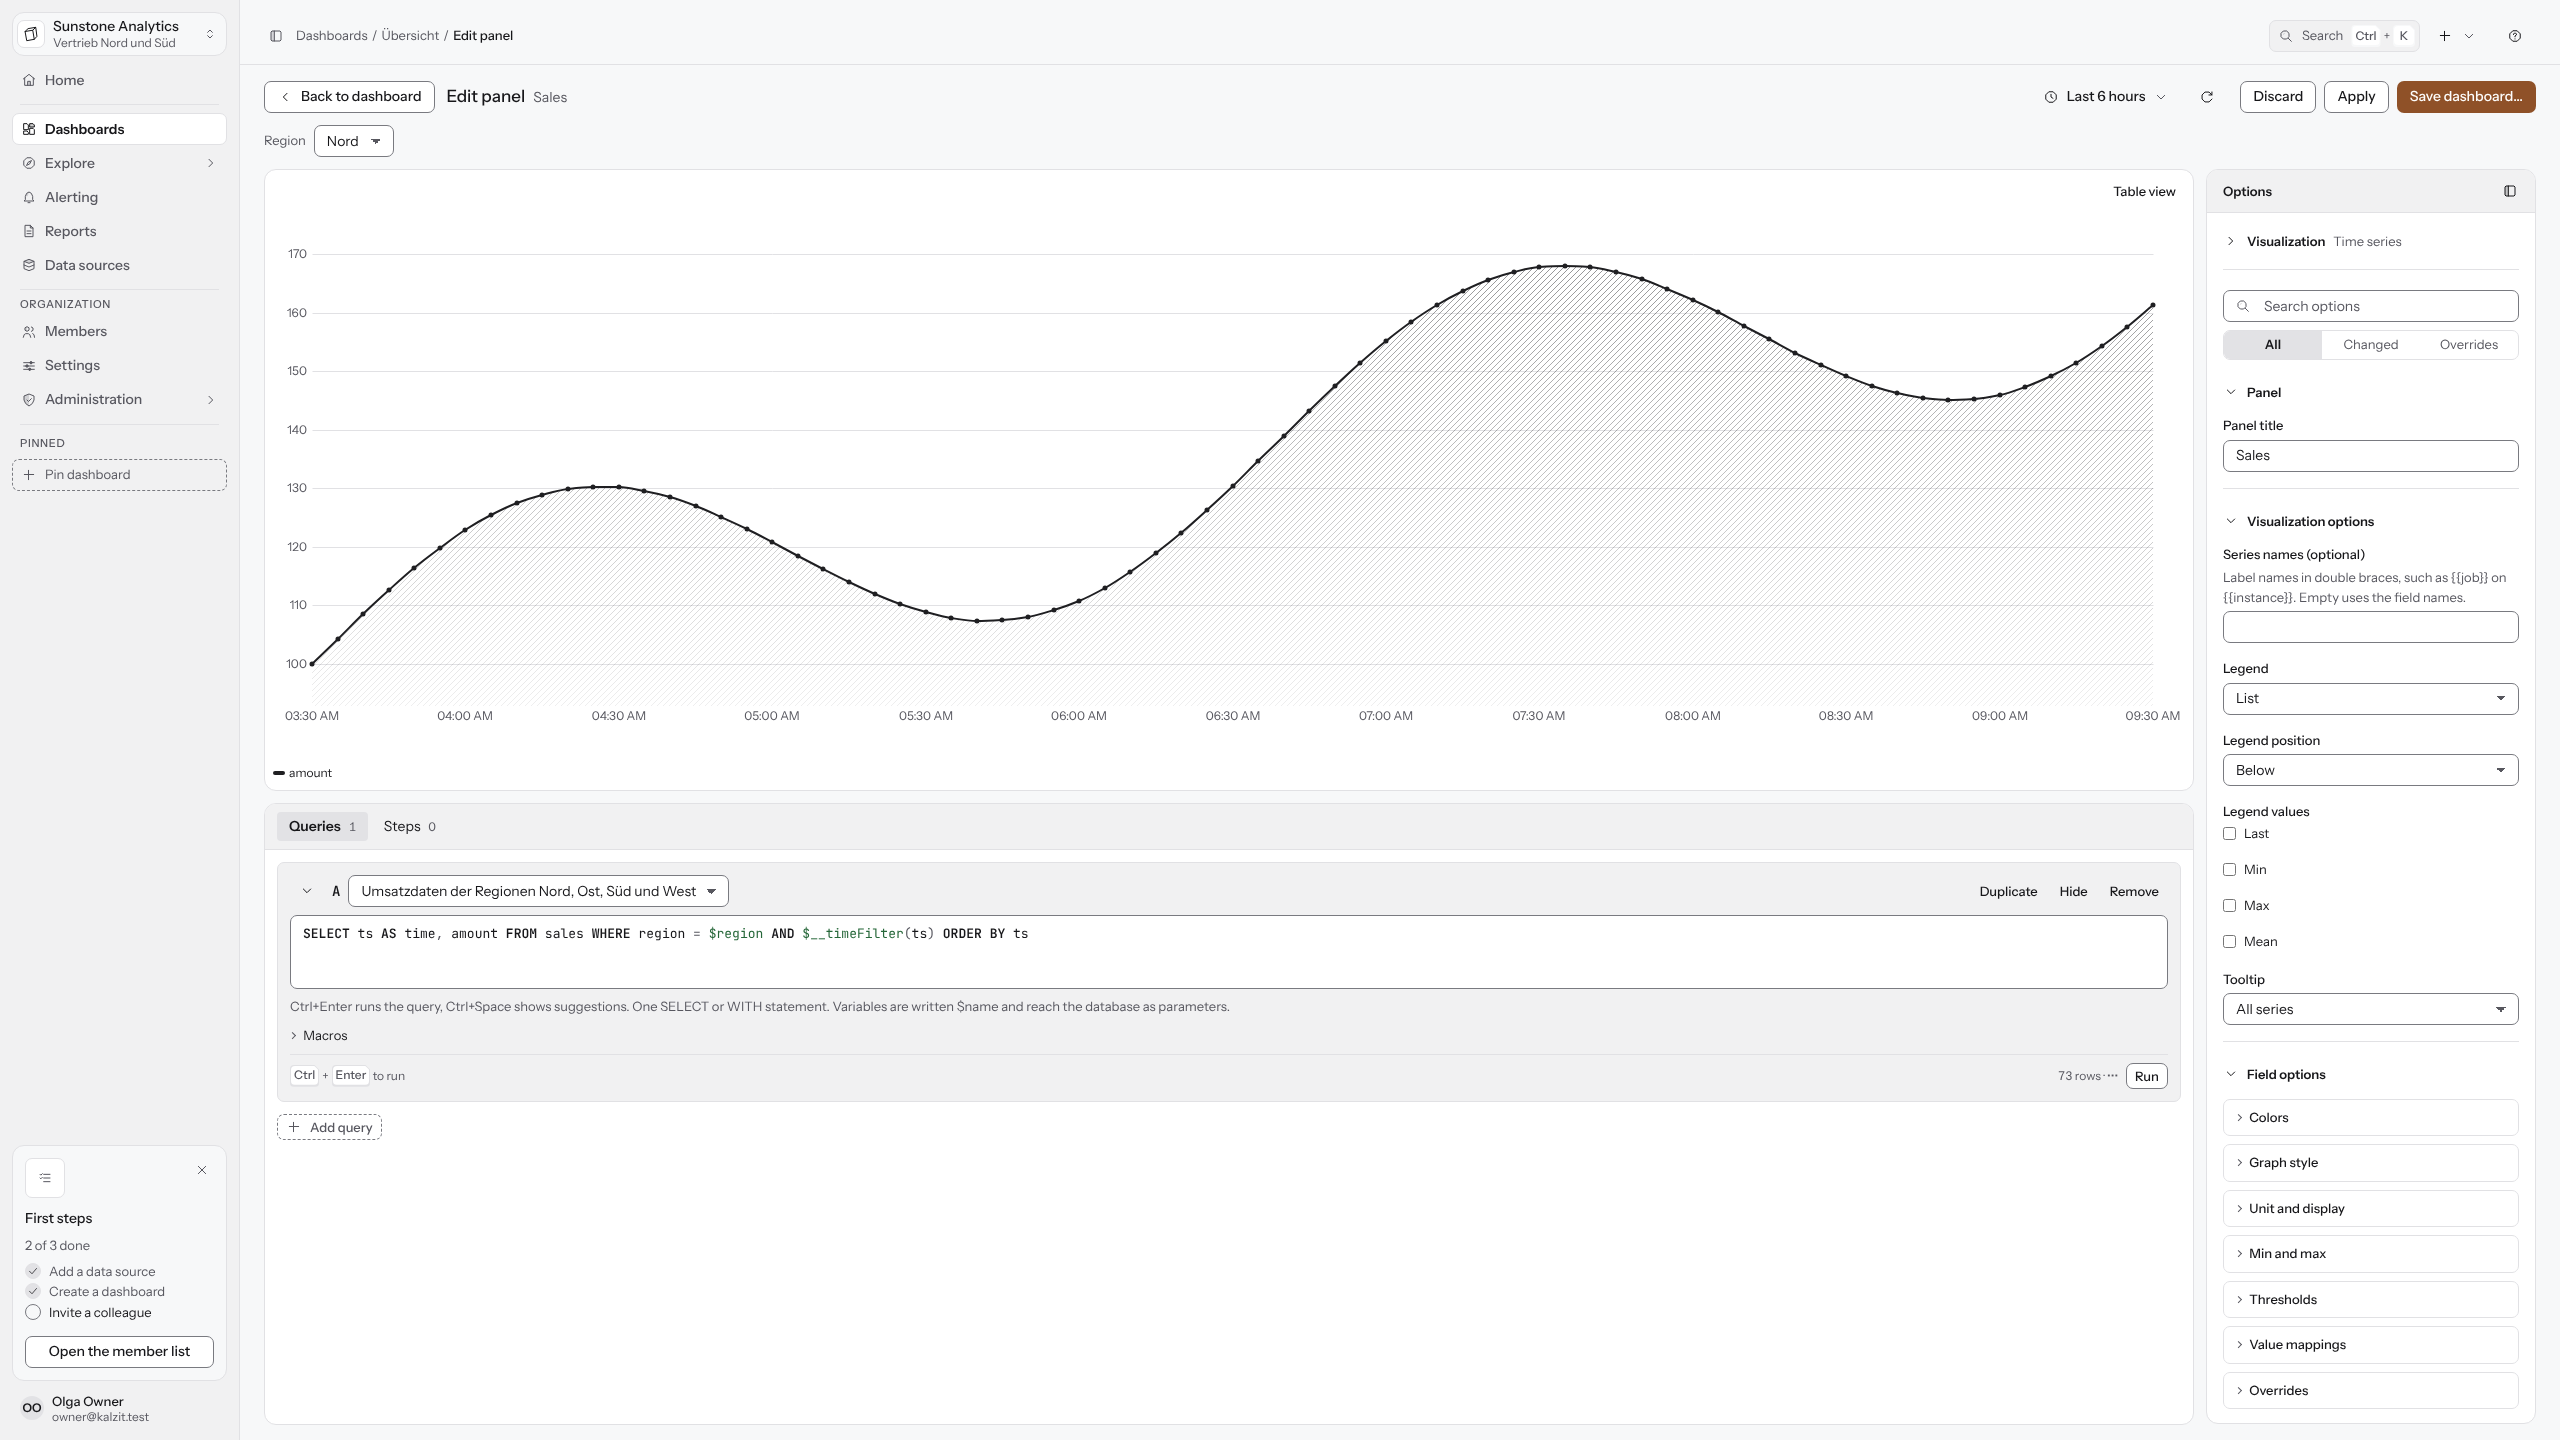 Sunstone Analytics
Vertrieb Nord und Süd
Home
Dashboards
Explore
Alerting
Reports
Data sources
ORGANIZATION
Members
Settings
Administration
PINNED
Pin dashboard
First steps
2 of 3 done
Add a data source
Create a dashboard
Invite a colleague
Open the member list
OO
Olga Owner
owner@kalzit.test
Dashboards / Übersicht / Edit panel
Search Ctrl + K
Back to dashboard
Edit panel Sales
Last 6 hours
Discard
Apply
Save dashboard...
Region
Nord
Table view
170
160
150
140
130
120
110
100
03:30 AM 04:00 AM 04:30 AM 05:00 AM 05:30 AM 06:00 AM 06:30 AM 07:00 AM 07:30 AM 08:00 AM 08:30 AM 09:00 AM 09:30 AM
amount
Queries 1
Steps 0
A
Umsatzdaten der Regionen Nord, Ost, Süd und West
Duplicate
Hide
Remove
SELECT ts AS time, amount FROM sales WHERE region = $region AND $__timeFilter(ts) ORDER BY ts
Ctrl+Enter runs the query, Ctrl+Space shows suggestions. One SELECT or WITH statement. Variables are written $name and reach the database as parameters.
Macros
Ctrl + Enter to run
73 rows · ···
Run
Add query
Options
Visualization Time series
Search options
All
Changed
Overrides
Panel
Panel title
Sales
Visualization options
Series names (optional)
Label names in double braces, such as {{job}} on
{{instance}}. Empty uses the field names.
Legend
List
Legend position
Below
Legend values
Last
Min
Max
Mean
Tooltip
All series
Field options
Colors
Graph style
Unit and display
Min and max
Thresholds
Value mappings
Overrides